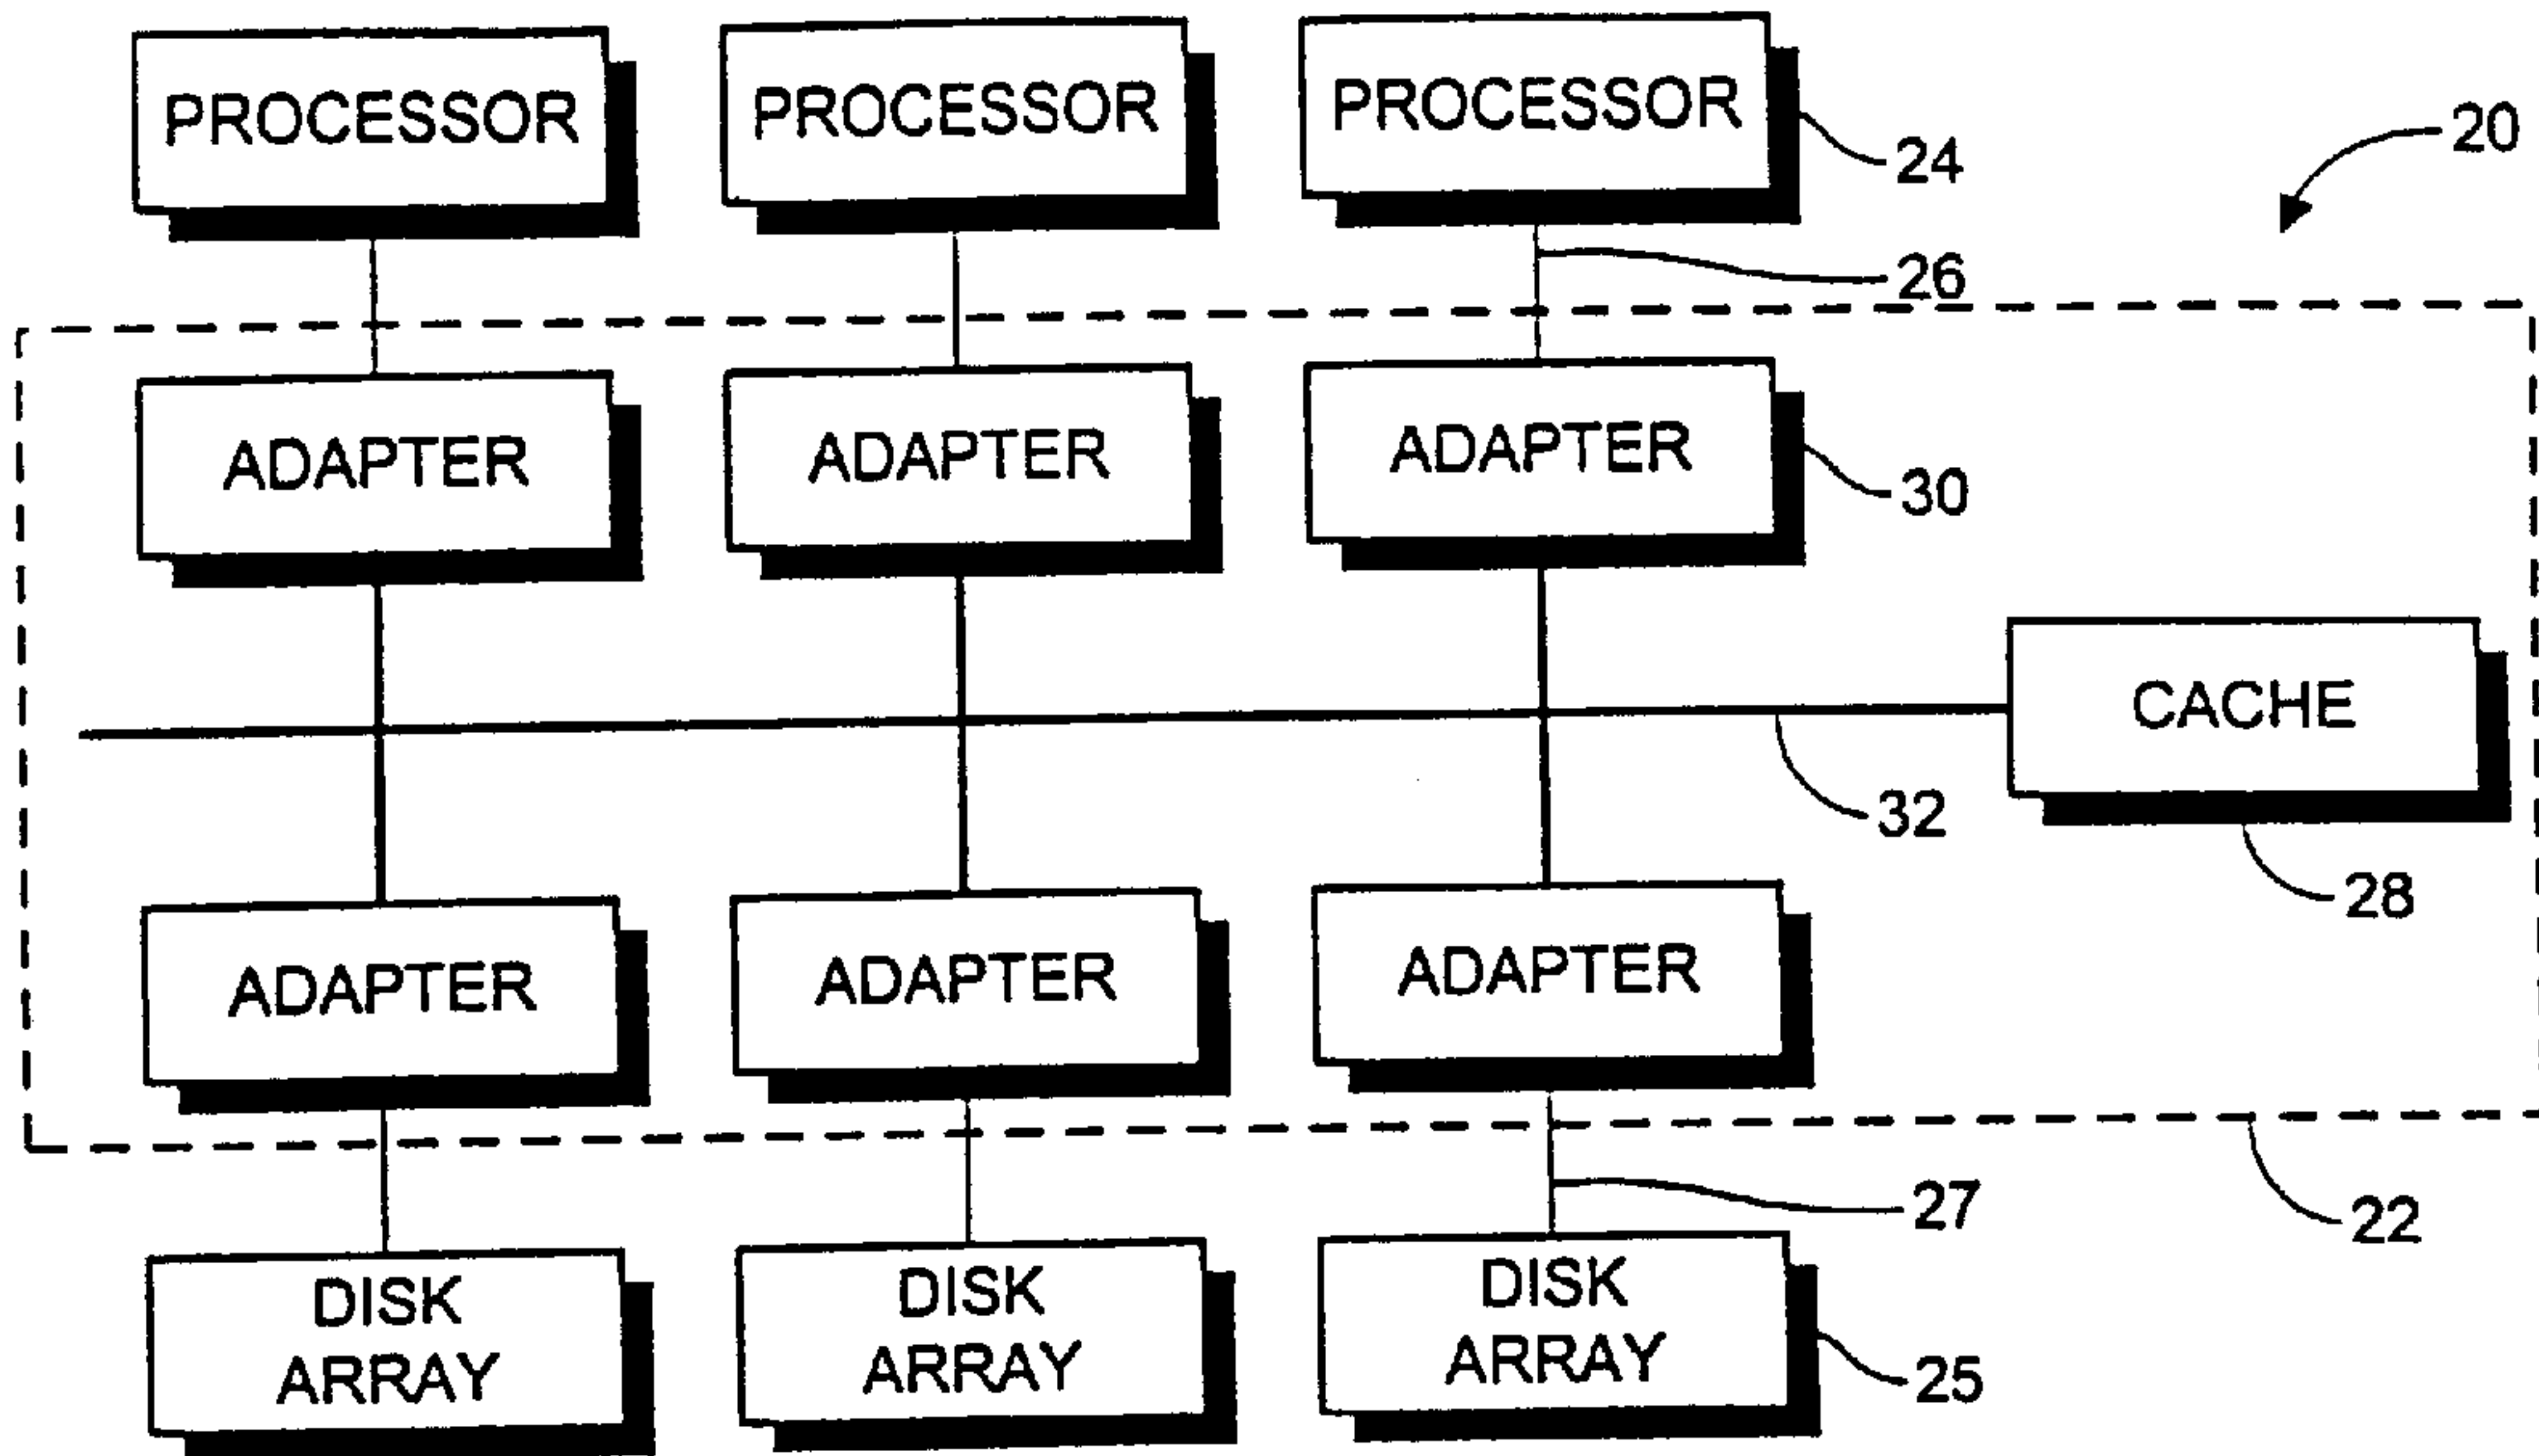 PROCESSOR PROCESSOR PROCESSOR
24
20
26
ADAPTER ADAPTER ADAPTER
30
CACHE
32
28
ADAPTER ADAPTER ADAPTER
27
22
DISK ARRAY
DISK ARRAY
DISK ARRAY
25